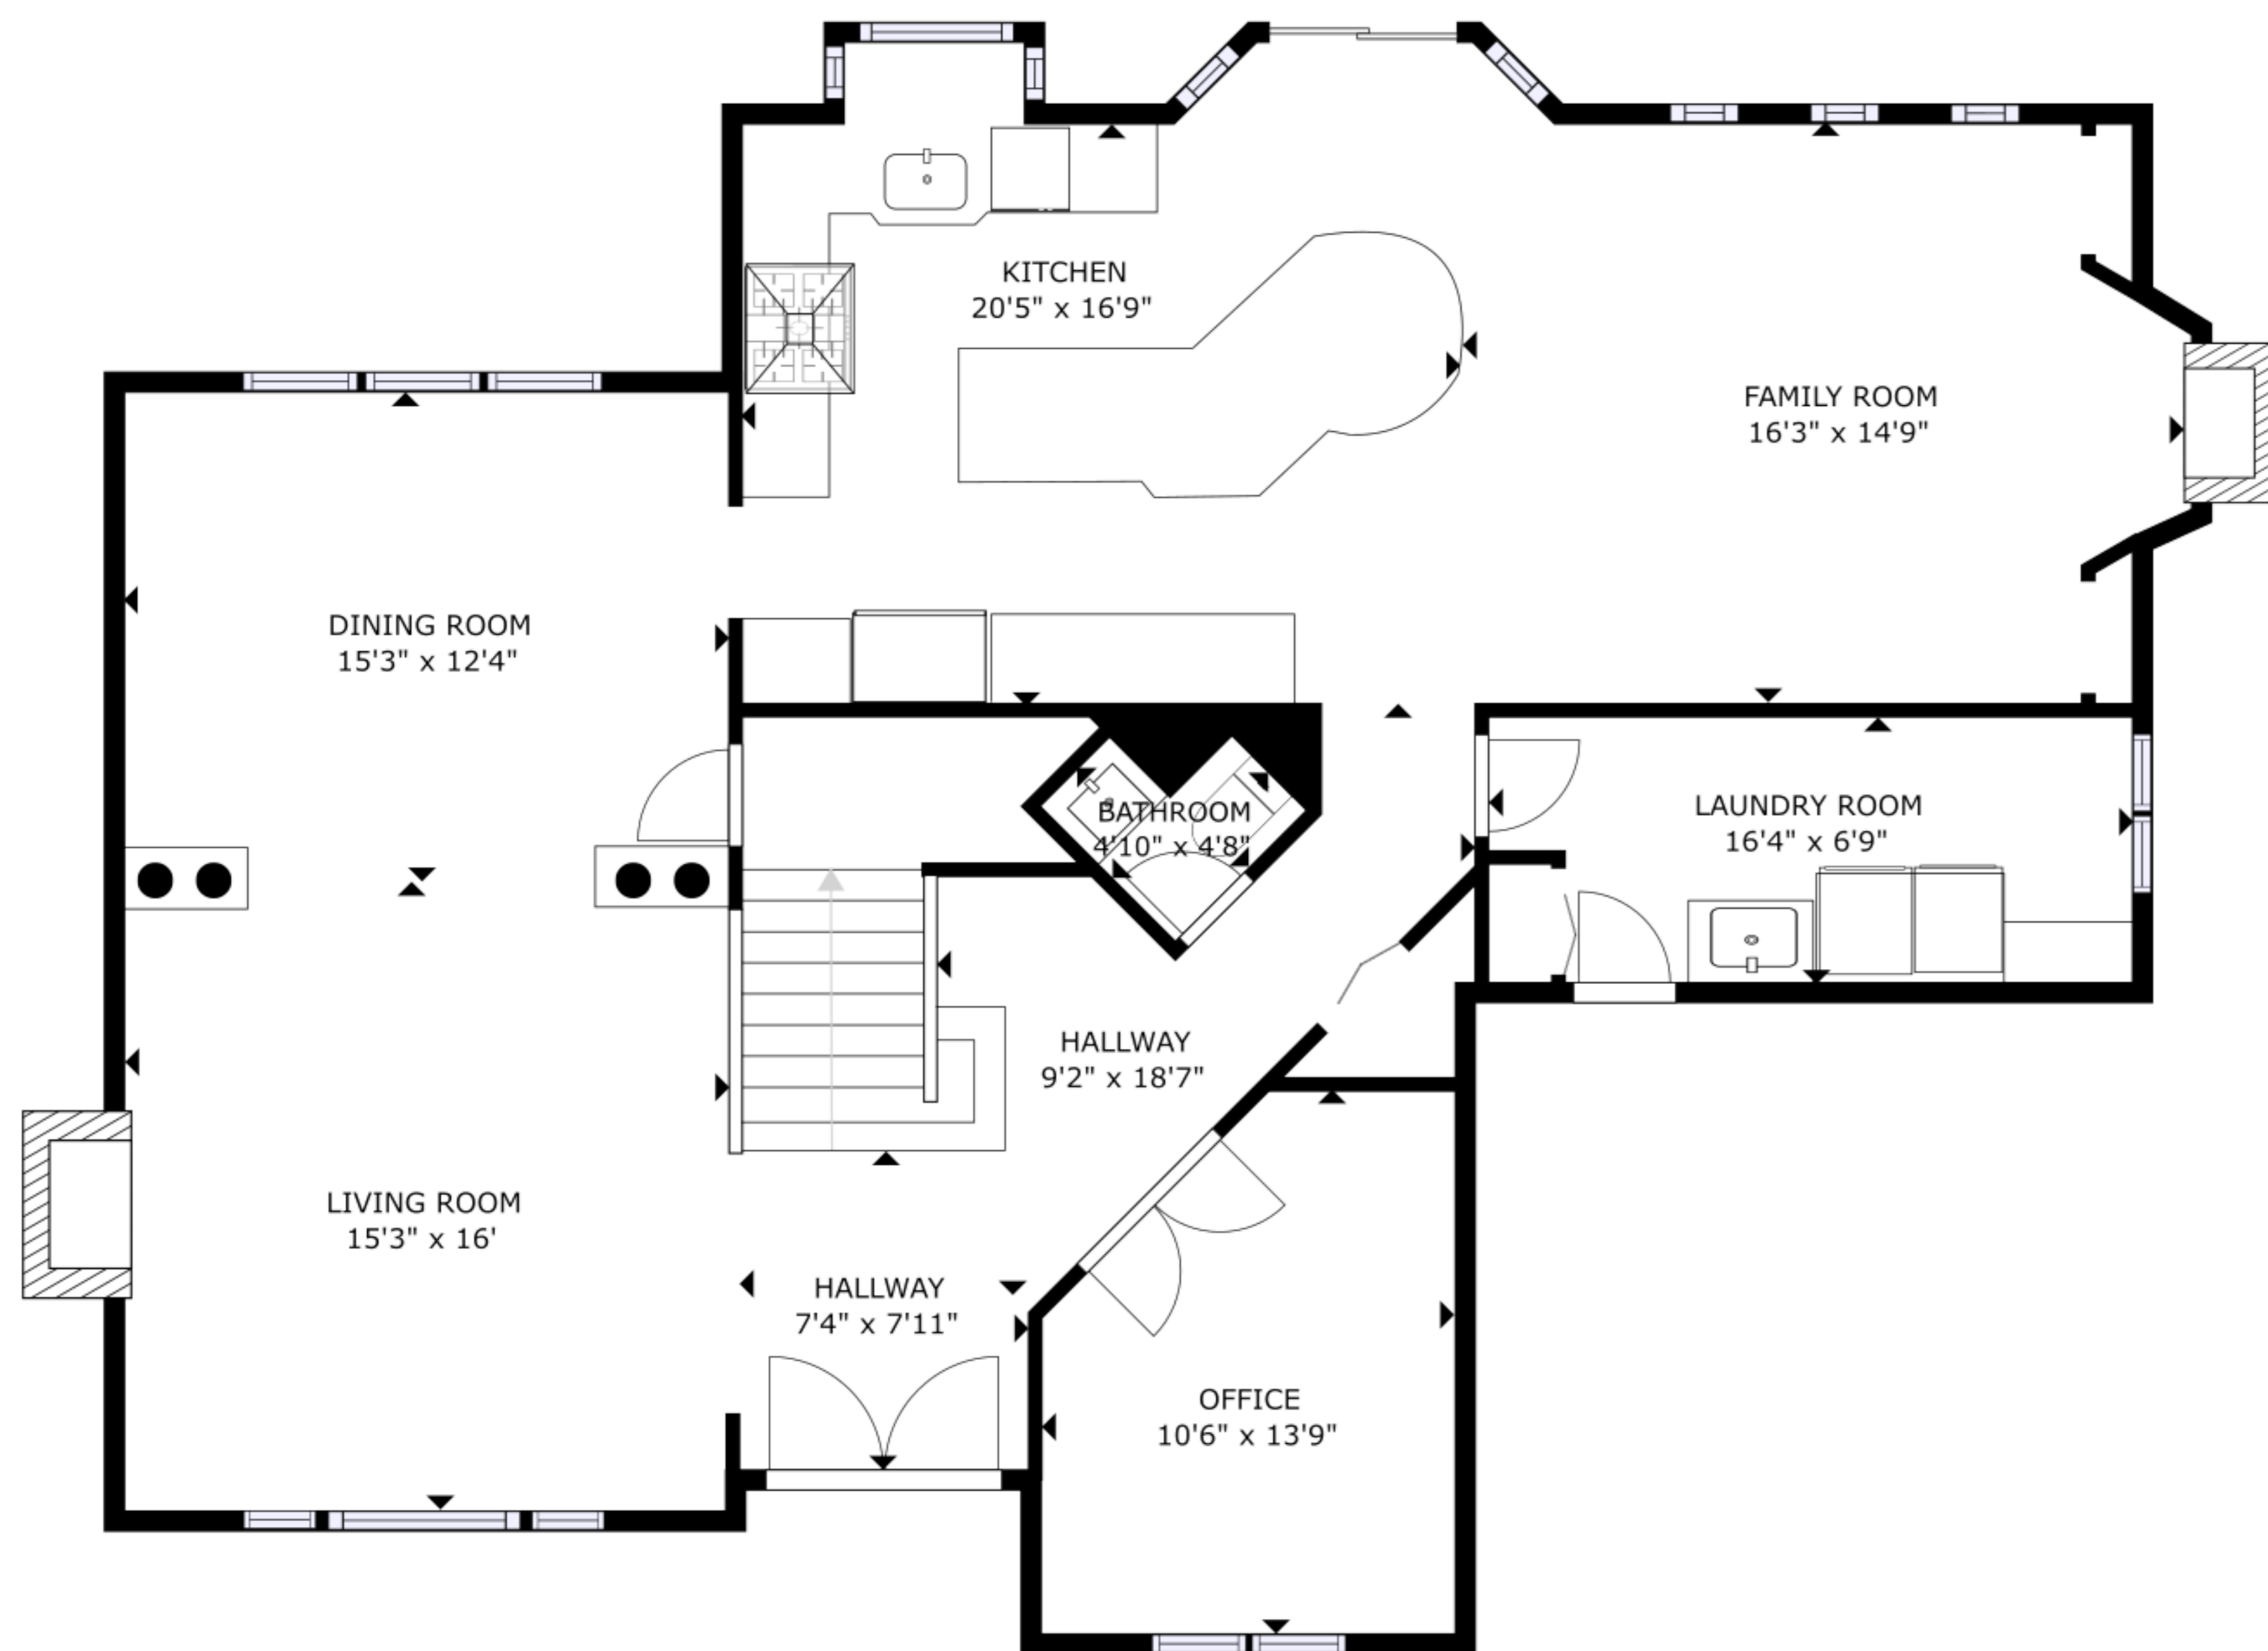 KITCHEN
20'5" x 16'9"
FAMILY ROOM
16'3" x 14'9"
DINING ROOM
15'3" x 12'4"
BATHROOM
4'10" x 4'8"
LAUNDRY ROOM
16'4" x 6'9"
HALLWAY
9'2" x 18'7"
LIVING ROOM
15'3" x 16'
HALLWAY
7'4" x 7'11"
OFFICE
10'6" x 13'9"